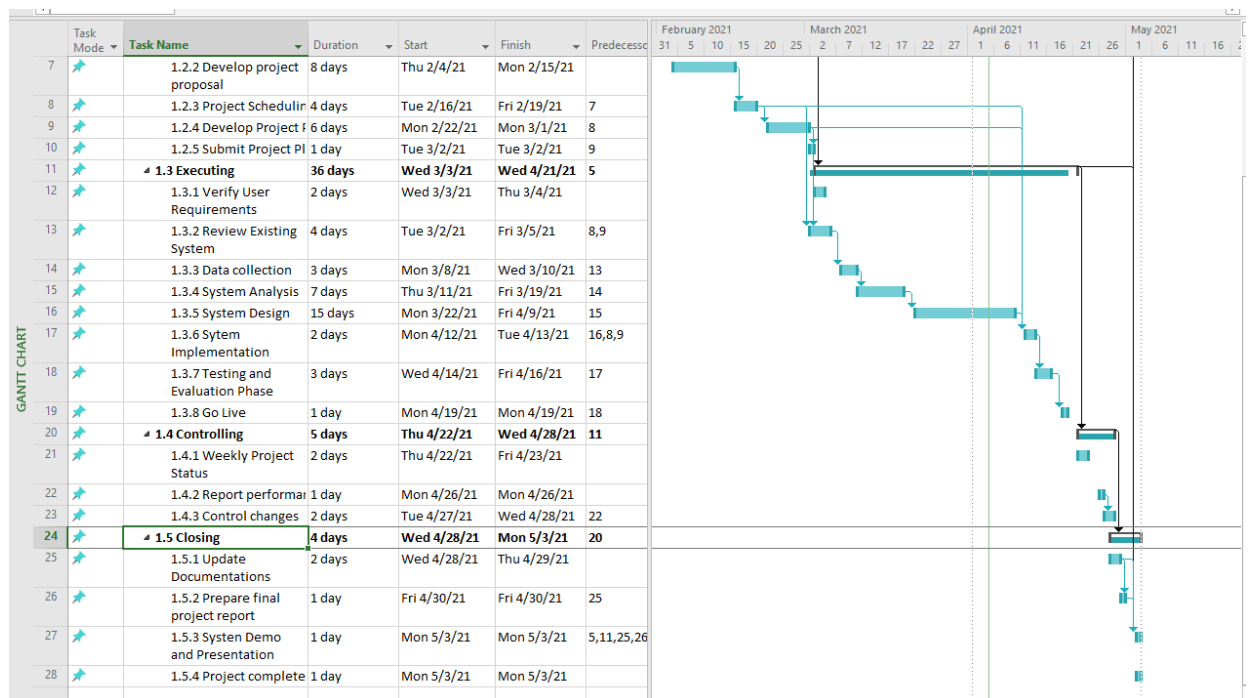 Task
Mode
Task Name
Duration
Start
Finish
Predecesso
February 2021
March 2021
April 2021
May 2021
31 5 10 15 20 25 2 7 12 17 22 27 1 6 11 16 21 26 1 6 11 16
GANTT CHART
7 1.2.2 Develop project 8 days Thu 2/4/21 Mon 2/15/21
proposal
8 1.2.3 Project Schedulin 4 days Tue 2/16/21 Fri 2/19/21 7
9 1.2.4 Develop Project P 6 days Mon 2/22/21 Mon 3/1/21 8
10 1.2.5 Submit Project Pl 1 day Tue 3/2/21 Tue 3/2/21 9
11 1.3 Executing 36 days Wed 3/3/21 Wed 4/21/21 5
12 1.3.1 Verify User 2 days Wed 3/3/21 Thu 3/4/21
Requirements
13 1.3.2 Review Existing 4 days Tue 3/2/21 Fri 3/5/21 8,9
System
14 1.3.3 Data collection 3 days Mon 3/8/21 Wed 3/10/21 13
15 1.3.4 System Analysis 7 days Thu 3/11/21 Fri 3/19/21 14
16 1.3.5 System Design 15 days Mon 3/22/21 Fri 4/9/21 15
17 1.3.6 Sytem 2 days Mon 4/12/21 Tue 4/13/21 16,8,9
Implementation
18 1.3.7 Testing and 3 days Wed 4/14/21 Fri 4/16/21 17
Evaluation Phase
19 1.3.8 Go Live 1 day Mon 4/19/21 Mon 4/19/21 18
20 1.4 Controlling 5 days Thu 4/22/21 Wed 4/28/21 11
21 1.4.1 Weekly Project 2 days Thu 4/22/21 Fri 4/23/21
Status
22 1.4.2 Report performan 1 day Mon 4/26/21 Mon 4/26/21
23 1.4.3 Control changes 2 days Tue 4/27/21 Wed 4/28/21 22
24 1.5 Closing 4 days Wed 4/28/21 Mon 5/3/21 20
25 1.5.1 Update 2 days Wed 4/28/21 Thu 4/29/21
Documentations
26 1.5.2 Prepare final 1 day Fri 4/30/21 Fri 4/30/21 25
project report
27 1.5.3 Systen Demo 1 day Mon 5/3/21 Mon 5/3/21 5,11,25,26
and Presentation
28 1.5.4 Project complete 1 day Mon 5/3/21 Mon 5/3/21